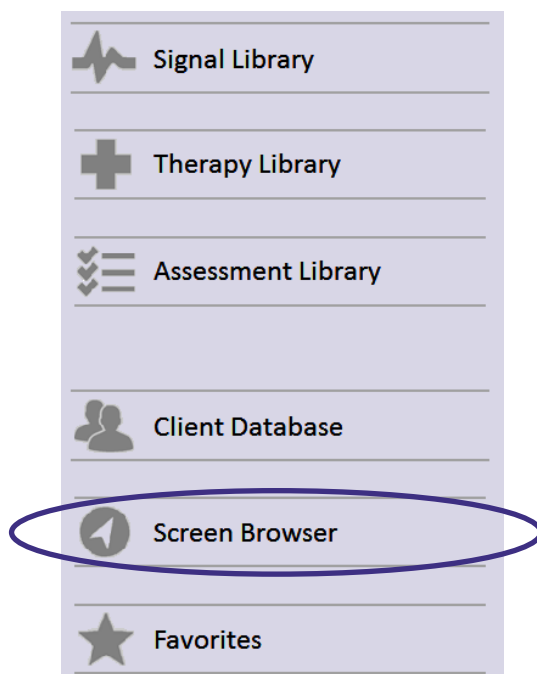 Signal Library
Therapy Library
Assessment Library
Client Database
Screen Browser
Favorites